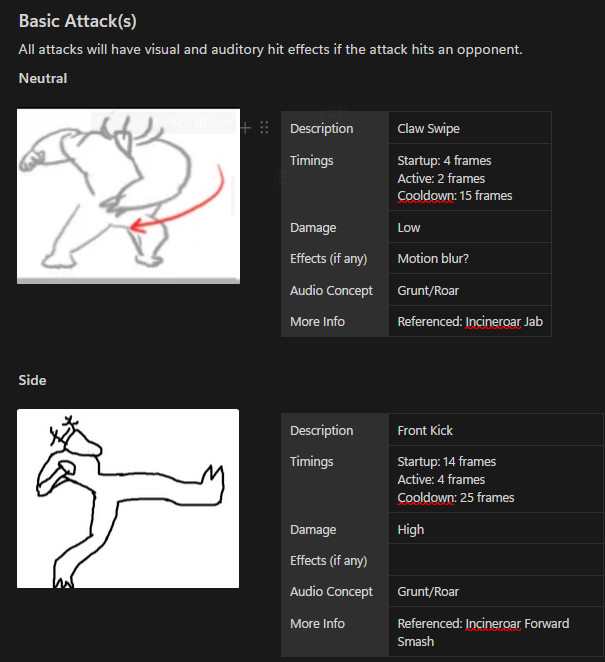 Basic Attack(s)
All attacks will have visual and auditory hit effects if the attack hits an opponent.
Neutral
Description Claw Swipe
Timings Startup: 4 frames
Active: 2 frames
Cooldown: 15 frames
Damage Low
Effects (if any) Motion blur?
Audio Concept Grunt/Roar
More Info Referenced: Incineroar Jab
Side
Description Front Kick
Timings Startup: 14 frames
Active: 4 frames
Cooldown: 25 frames
Damage High
Effects (if any)
Audio Concept Grunt/Roar
More Info Referenced: Incineroar Forward
Smash